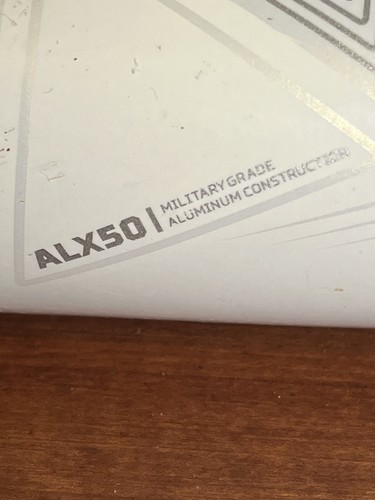 ALX50 | MILITARY GRADE
ALUMINUM CONSTRUCTION